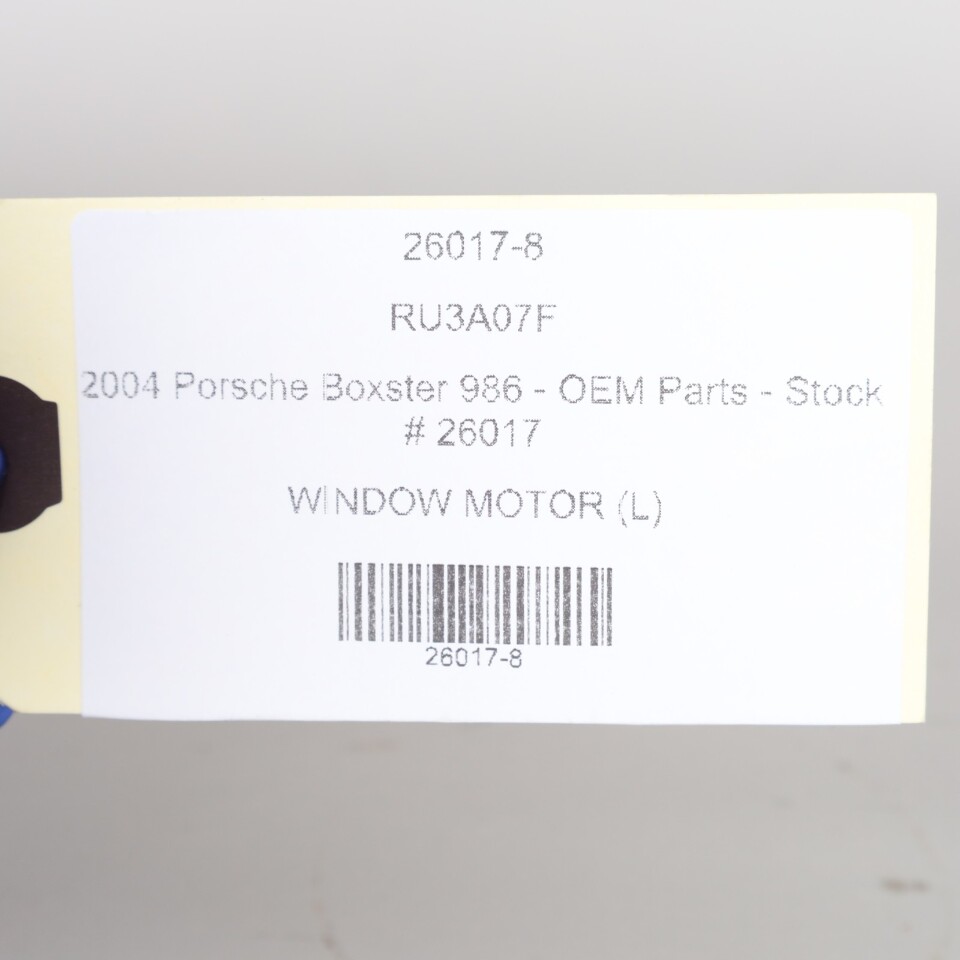 26017-8
RU3A07F
2004 Porsche Boxster 986 - OEM Parts - Stock
# 26017
WINDOW MOTOR (L)
26017-8